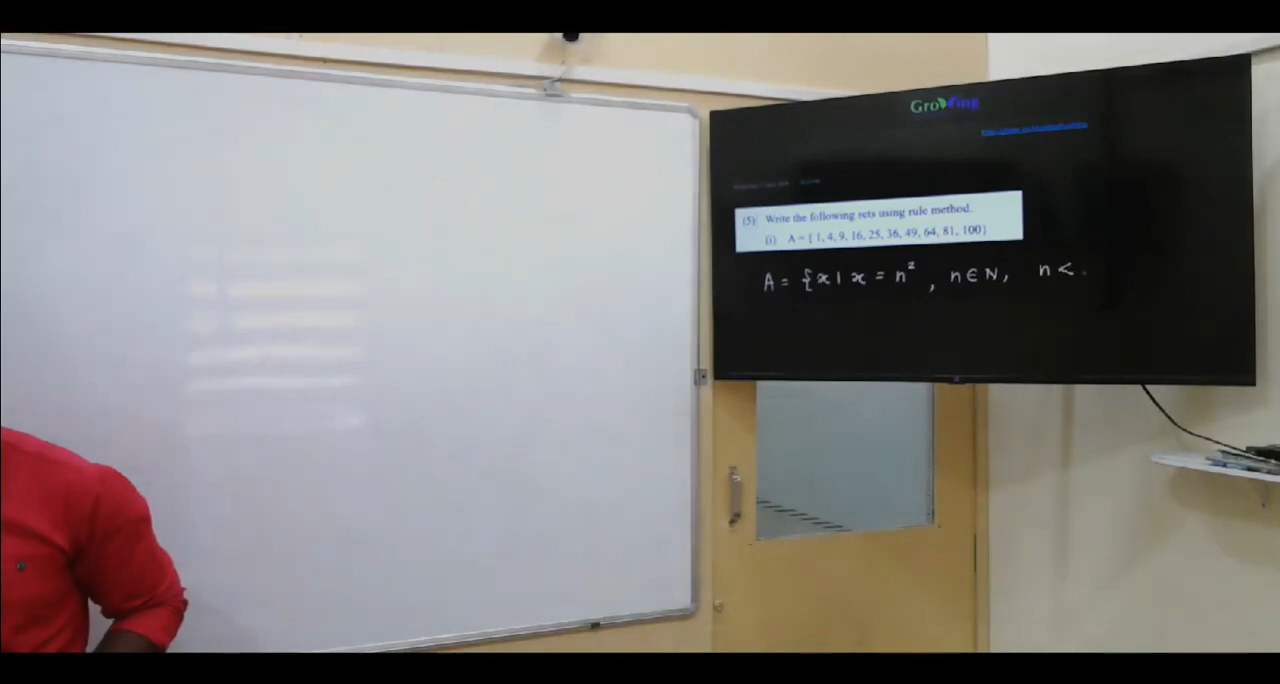 Growing
(5) Write the following sets using rule method.
(i) A = { 1, 4, 9, 16, 25, 36, 49, 64, 81, 100}
A = {x | x = n², n ∈ N, n <